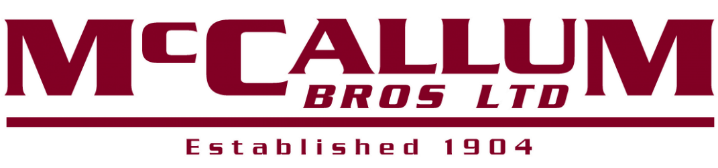 McCALLUM
BROS LTD
Established 1904